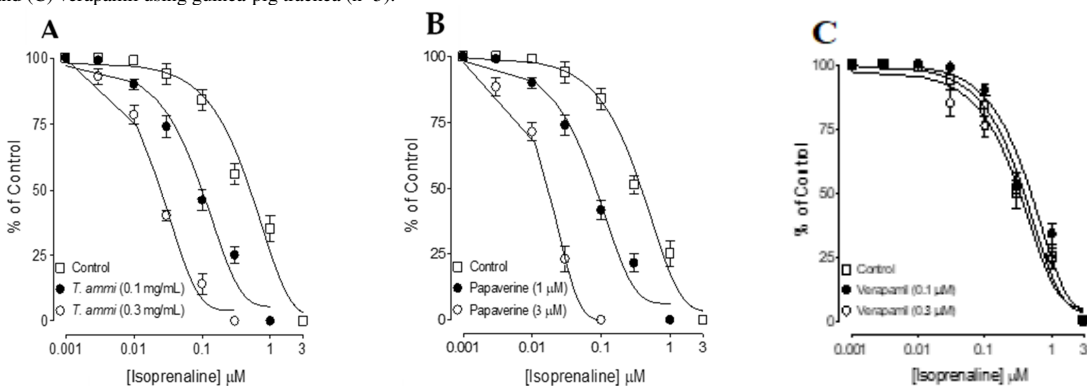 and (C) verapamil using guinea-pig trachea (n=5).
A
B
C
100
75
50
25
0
% of Control
Control
T. ammi (0.1 mg/mL)
T. ammi (0.3 mg/mL)
0.001 0.01 0.1 1 3
[Isoprenaline] µM
100
75
50
25
0
% of Control
Control
Papaverine (1 µM)
Papaverine (3 µM)
0.001 0.01 0.1 1 3
[Isoprenaline] µM
100
75
50
25
0
% of Control
Control
Verapamil (0.1 µM)
Verapamil (0.3 µM)
0.001 0.01 0.1 1 3
[Isoprenaline] µM